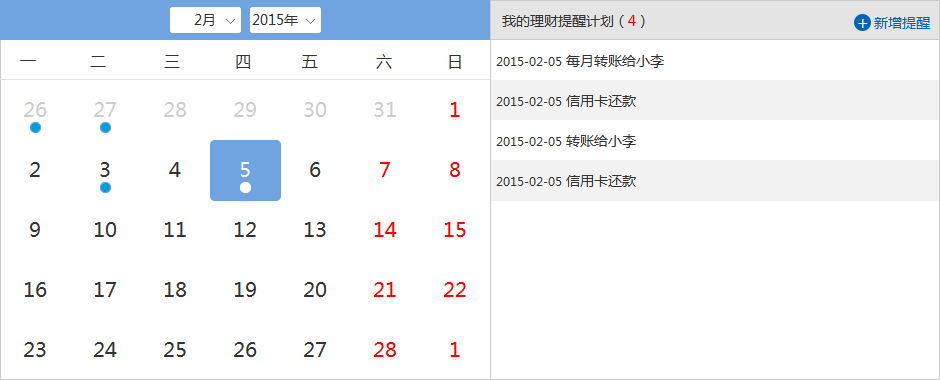 2月 2015年
一 二 三 四 五 六 日
26 27 28 29 30 31 1
2 3 4 5 6 7 8
9 10 11 12 13 14 15
16 17 18 19 20 21 22
23 24 25 26 27 28 1
我的理财提醒计划（4） 新增提醒
2015-02-05 每月转账给小李
2015-02-05 信用卡还款
2015-02-05 转账给小李
2015-02-05 信用卡还款